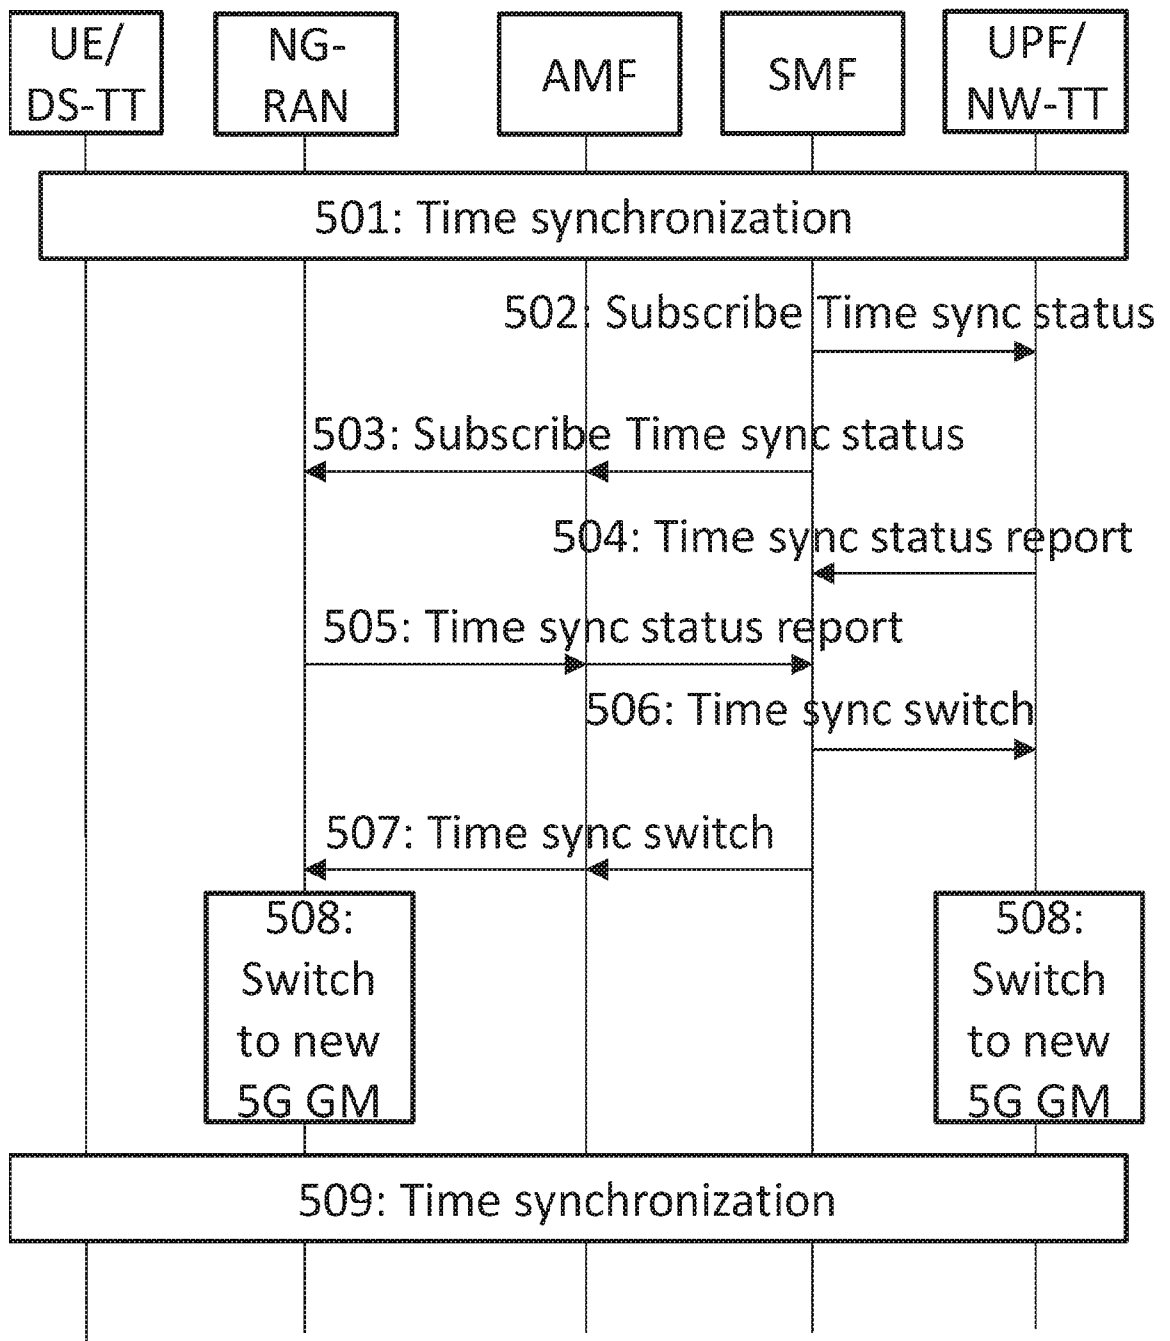 UE/
DS-TT
NG-
RAN
AMF
SMF
UPF/
NW-TT
501: Time synchronization
502: Subscribe Time sync status
503: Subscribe Time sync status
504: Time sync status report
505: Time sync status report
506: Time sync switch
507: Time sync switch
508:
Switch
to new
5G GM
508:
Switch
to new
5G GM
509: Time synchronization